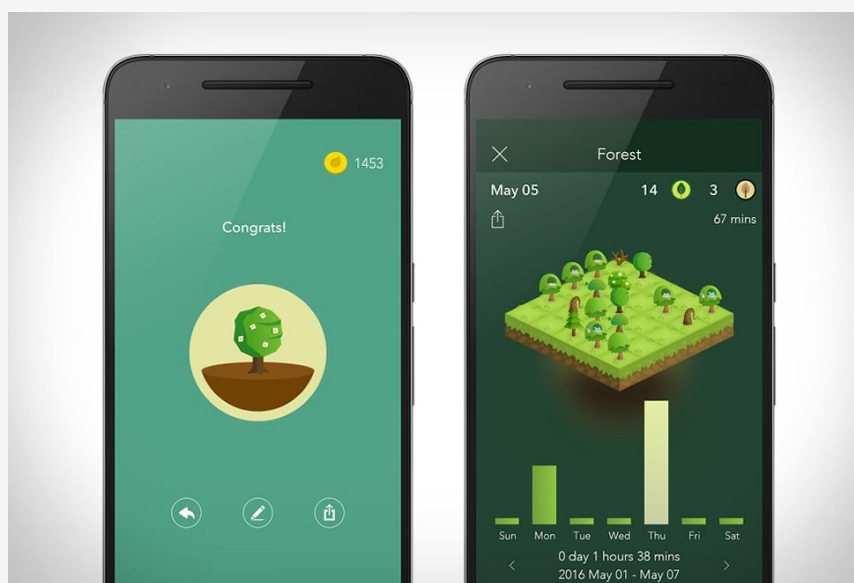 1453
Congrats!
Forest
May 05 14 3
67 mins
Sun Mon Tue Wed Thu Fri Sat
0 day 1 hours 38 mins
2016 May 01 - May 07